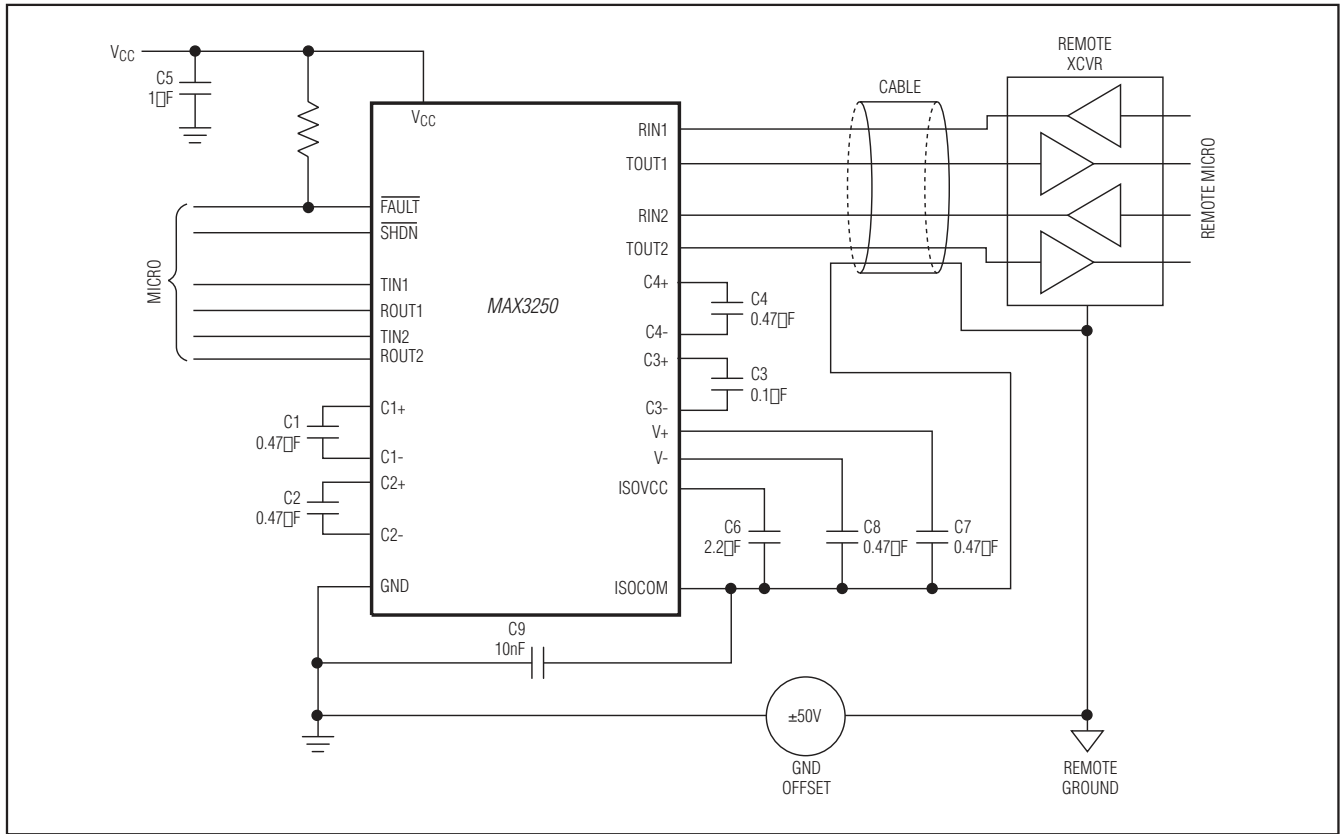 VCC
C5
1▯F
VCC
FAULT
SHDN
TIN1
ROUT1
TIN2
ROUT2
MICRO
C1+
C1
0.47▯F
C1-
C2+
C2
0.47▯F
C2-
GND
MAX3250
RIN1
TOUT1
RIN2
TOUT2
C4+
C4
0.47▯F
C4-
C3+
C3
0.1▯F
C3-
V+
V-
ISOVCC
C6
2.2▯F
C8
0.47▯F
C7
0.47▯F
ISOCOM
C9
10nF
CABLE
REMOTE
XCVR
REMOTE MICRO
±50V
GND
OFFSET
REMOTE
GROUND